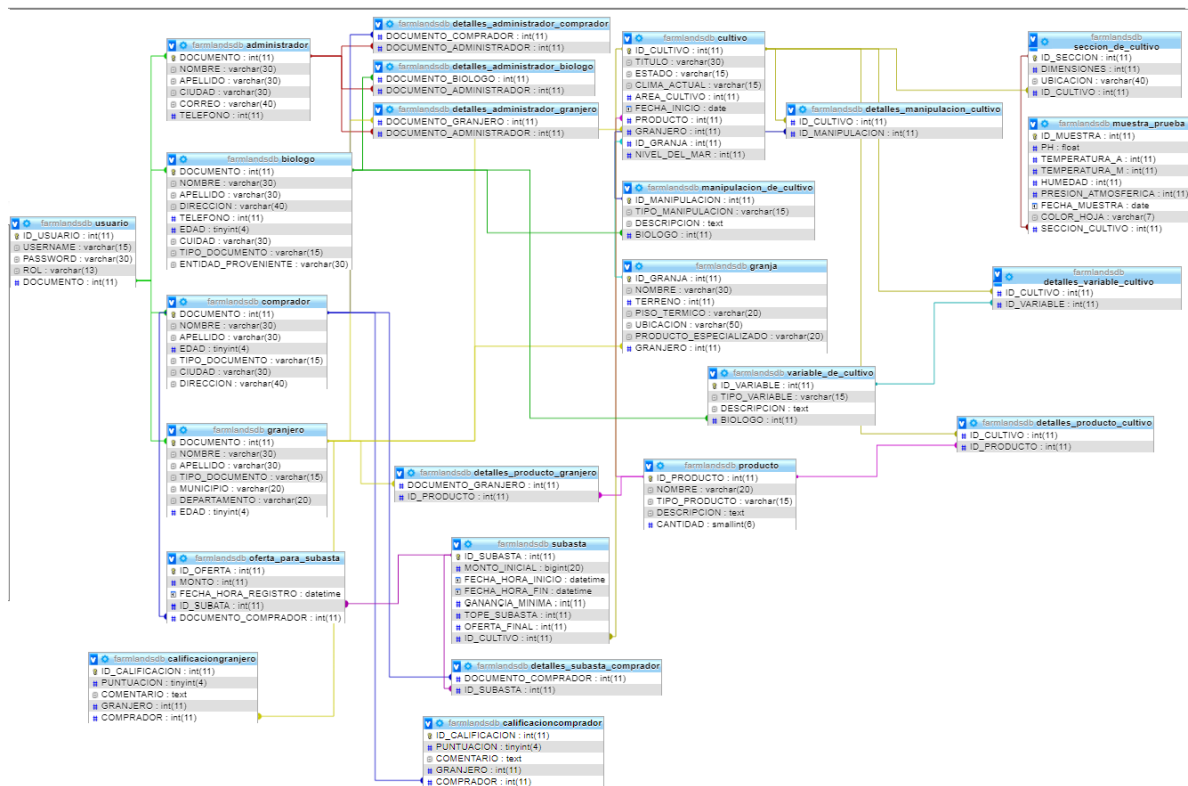 farmlandsdb administrador
DOCUMENTO : int(11)
NOMBRE : varchar(30)
APELLIDO : varchar(30)
CIUDAD : varchar(30)
CORREO : varchar(40)
TELEFONO : int(11)
farmlandsdb detalles_administrador_comprador
DOCUMENTO_COMPRADOR : int(11)
DOCUMENTO_ADMINISTRADOR : int(11)
farmlandsdb detalles_administrador_biologo
DOCUMENTO_BIOLOGO : int(11)
DOCUMENTO_ADMINISTRADOR : int(11)
farmlandsdb detalles_administrador_granjero
DOCUMENTO_GRANJERO : int(11)
DOCUMENTO_ADMINISTRADOR : int(11)
farmlandsdb cultivo
ID_CULTIVO : int(11)
TITULO : varchar(30)
ESTADO : varchar(15)
CLIMA_ACTUAL : varchar(15)
AREA_CULTIVO : int(11)
FECHA_INICIO : date
PRODUCTO : int(11)
GRANJERO : int(11)
ID_GRANJA : int(11)
NIVEL_DEL_MAR : int(11)
farmlandsdb
seccion_de_cultivo
ID_SECCION : int(11)
DIMENSIONES : int(11)
UBICACION : varchar(40)
ID_CULTIVO : int(11)
farmlandsdb detalles_manipulacion_cultivo
ID_CULTIVO : int(11)
ID_MANIPULACION : int(11)
farmlandsdb muestra_prueba
ID_MUESTRA : int(11)
PH : float
TEMPERATURA_A : int(11)
TEMPERATURA_M : int(11)
HUMEDAD : int(11)
PRESION_ATMOSFERICA : int(11)
FECHA_MUESTRA : date
COLOR_HOJA : varchar(7)
SECCION_CULTIVO : int(11)
farmlandsdb biologo
DOCUMENTO : int(11)
NOMBRE : varchar(30)
APELLIDO : varchar(30)
DIRECCION : varchar(40)
TELEFONO : int(11)
EDAD : tinyint(4)
CUIDAD : varchar(30)
TIPO_DOCUMENTO : varchar(15)
ENTIDAD_PROVENIENTE : varchar(30)
farmlandsdb manipulacion_de_cultivo
ID_MANIPULACION : int(11)
TIPO_MANIPULACION : varchar(15)
DESCRIPCION : text
BIOLOGO : int(11)
farmlandsdb usuario
ID_USUARIO : int(11)
USERNAME : varchar(15)
PASSWORD : varchar(30)
ROL : varchar(13)
DOCUMENTO : int(11)
farmlandsdb granja
ID_GRANJA : int(11)
NOMBRE : varchar(30)
TERRENO : int(11)
PISO_TERMICO : varchar(20)
UBICACION : varchar(50)
PRODUCTO_ESPECIALIZADO : varchar(20)
GRANJERO : int(11)
farmlandsdb
detalles_variable_cultivo
ID_CULTIVO : int(11)
ID_VARIABLE : int(11)
farmlandsdb comprador
DOCUMENTO : int(11)
NOMBRE : varchar(30)
APELLIDO : varchar(30)
EDAD : tinyint(4)
TIPO_DOCUMENTO : varchar(15)
CIUDAD : varchar(30)
DIRECCION : varchar(40)
farmlandsdb variable_de_cultivo
ID_VARIABLE : int(11)
TIPO_VARIABLE : varchar(15)
DESCRIPCION : text
BIOLOGO : int(11)
farmlandsdb detalles_producto_cultivo
ID_CULTIVO : int(11)
ID_PRODUCTO : int(11)
farmlandsdb granjero
DOCUMENTO : int(11)
NOMBRE : varchar(30)
APELLIDO : varchar(30)
TIPO_DOCUMENTO : varchar(15)
MUNICIPIO : varchar(20)
DEPARTAMENTO : varchar(20)
EDAD : tinyint(4)
farmlandsdb detalles_producto_granjero
DOCUMENTO_GRANJERO : int(11)
ID_PRODUCTO : int(11)
farmlandsdb producto
ID_PRODUCTO : int(11)
NOMBRE : varchar(20)
TIPO_PRODUCTO : varchar(15)
DESCRIPCION : text
CANTIDAD : smallint(6)
farmlandsdb oferta_para_subasta
ID_OFERTA : int(11)
MONTO : int(11)
FECHA_HORA_REGISTRO : datetime
ID_SUBATA : int(11)
DOCUMENTO_COMPRADOR : int(11)
farmlandsdb subasta
ID_SUBASTA : int(11)
MONTO_INICIAL : bigint(20)
FECHA_HORA_INICIO : datetime
FECHA_HORA_FIN : datetime
GANANCIA_MINIMA : int(11)
TOPE_SUBASTA : int(11)
OFERTA_FINAL : int(11)
ID_CULTIVO : int(11)
farmlandsdb calificaciongranjero
ID_CALIFICACION : int(11)
PUNTUACION : tinyint(4)
COMENTARIO : text
GRANJERO : int(11)
COMPRADOR : int(11)
farmlandsdb detalles_subasta_comprador
DOCUMENTO_COMPRADOR : int(11)
ID_SUBASTA : int(11)
farmlandsdb calificacioncomprador
ID_CALIFICACION : int(11)
PUNTUACION : tinyint(4)
COMENTARIO : text
GRANJERO : int(11)
COMPRADOR : int(11)